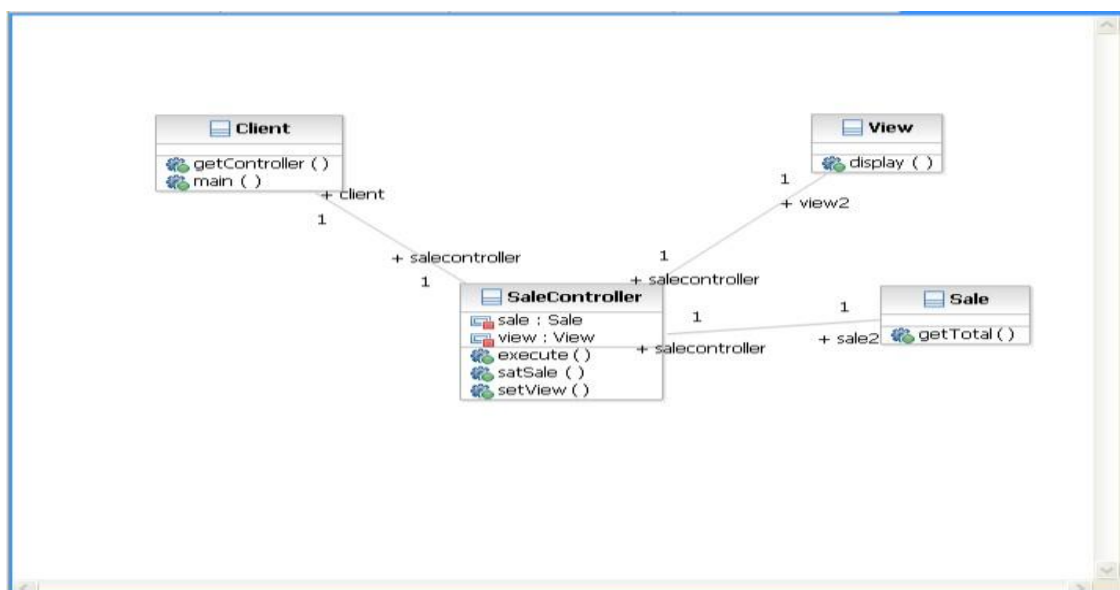 Client
getController ( )
main ( )
+ client
1
+ salecontroller
1
View
display ( )
1
+ view2
1
+ salecontroller
SaleController
sale : Sale
view : View
execute ( )
satSale ( )
setView ( )
1
+ salecontroller
1
+ sale2
Sale
getTotal ( )